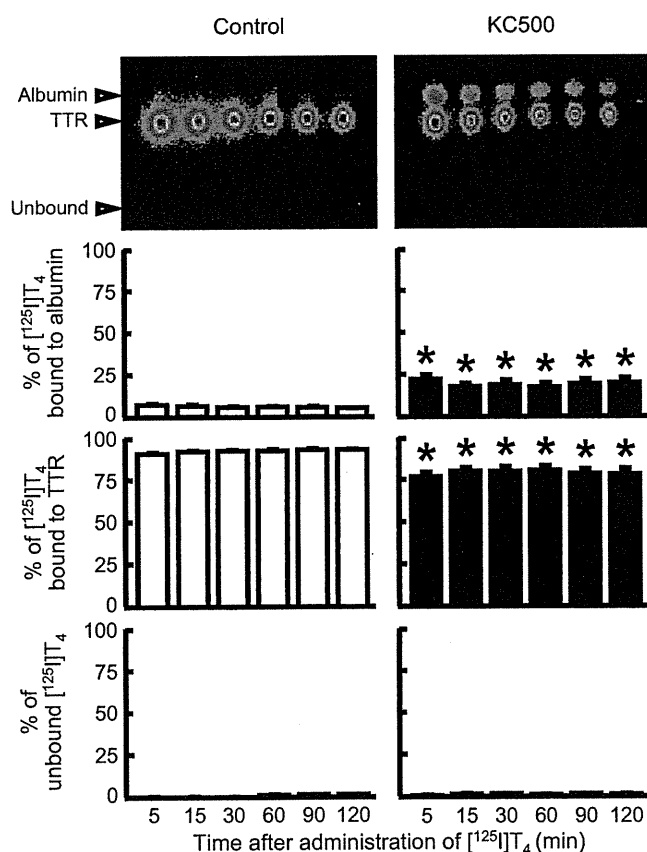 Control KC500
Albumin
TTR
Unbound
% of [¹²⁵I]T₄
bound to albumin
100
75
50
25
0
* * * * * *
% of [¹²⁵I]T₄
bound to TTR
100
75
50
25
0
* * * * * *
% of
unbound [¹²⁵I]T₄
100
75
50
25
0
5 15 30 60 90 120 5 15 30 60 90 120
Time after administration of [¹²⁵I]T₄ (min)